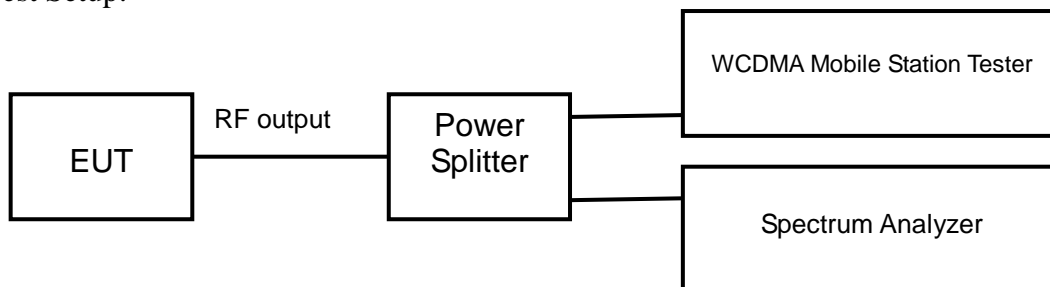 EUT
RF output
Power
Splitter
WCDMA Mobile Station Tester
Spectrum Analyzer